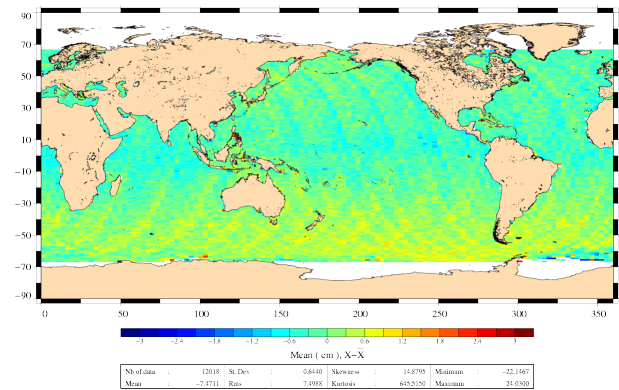 90
70
50
30
10
-10
-30
-50
-70
-90
0 50 100 150 200 250 300 350
-3 -2.4 -1.8 -1.2 -0.6 0 0.6 1.2 1.8 2.4 3
Mean ( cm ), X-X̄
Nb of data : 12018 St. Dev : 0.6440 Skewness : 14.8795 Minimum : -22.1467
Mean : -7.4711 Rms : 7.4988 Kurtosis : 645.5150 Maximum : 24.0300